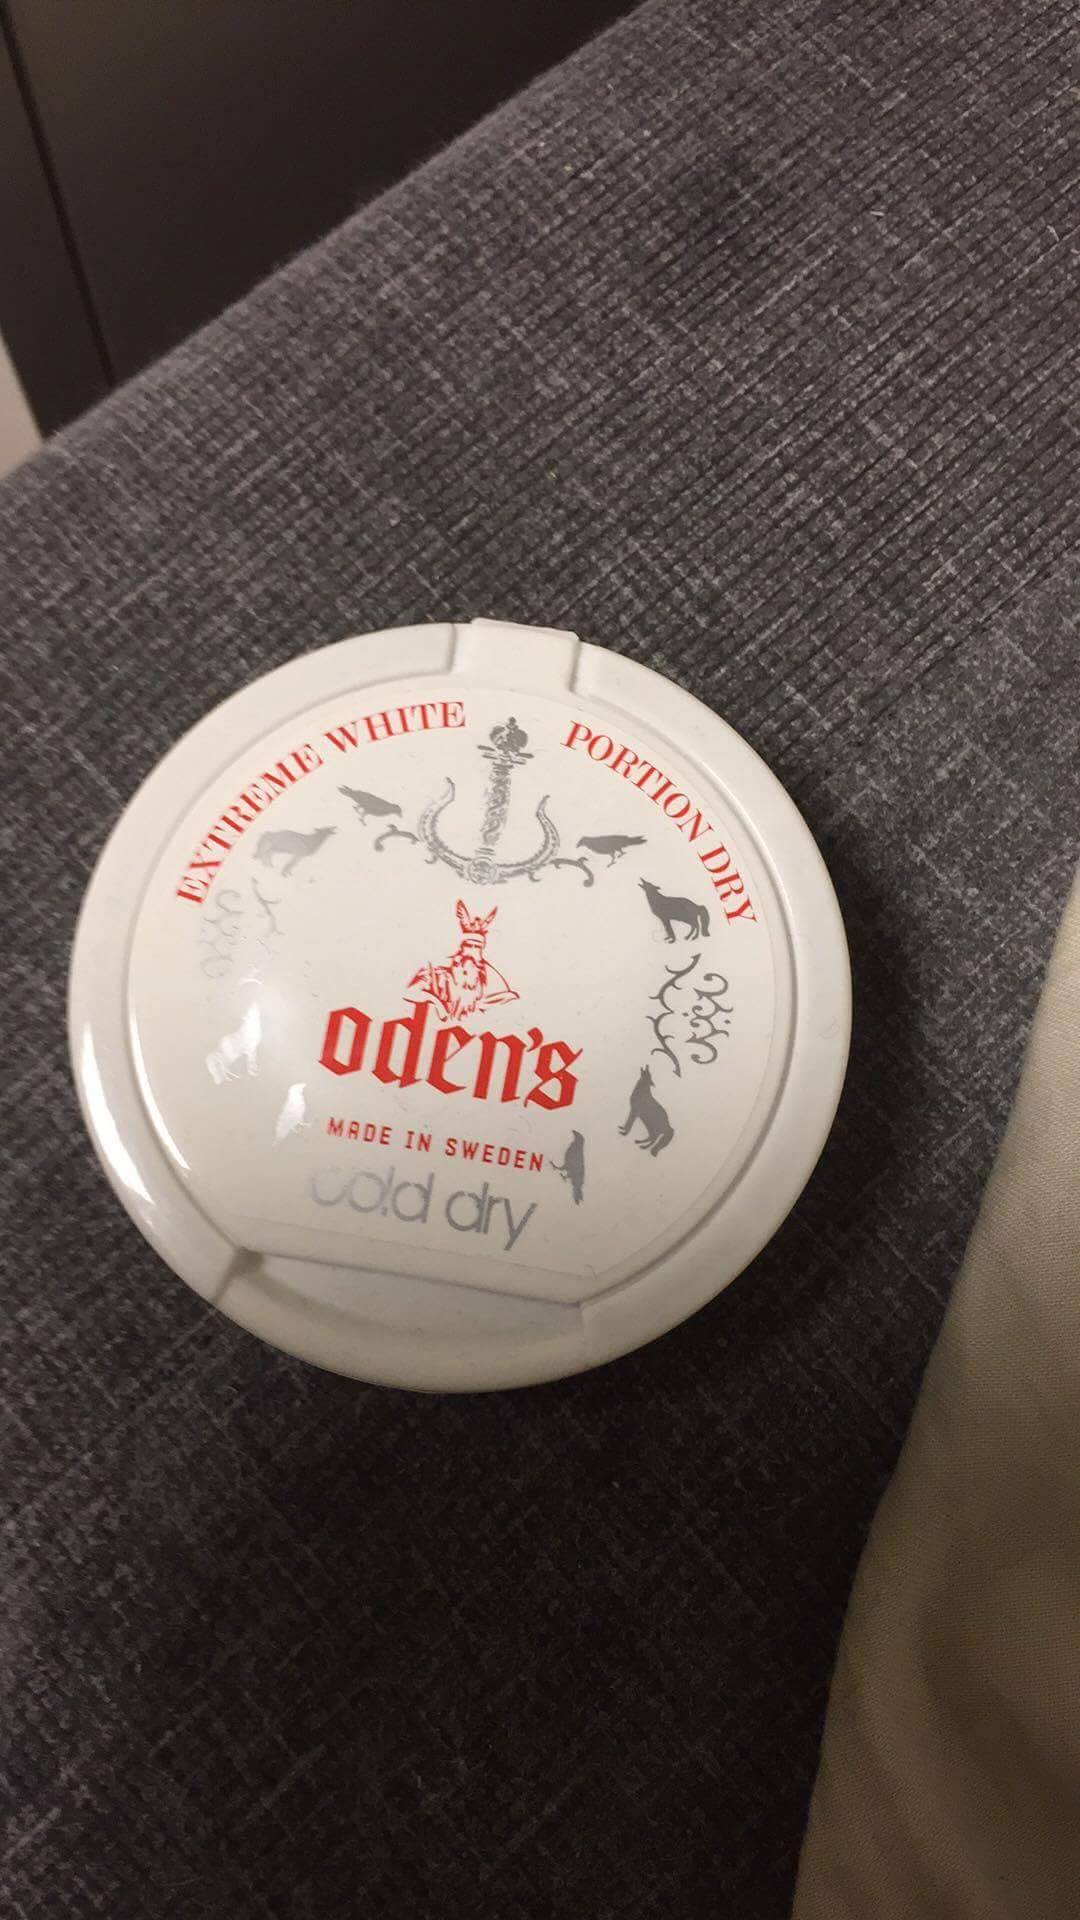 EXTREME WHITE PORTION DRY
oden's
MADE IN SWEDEN
cold dry